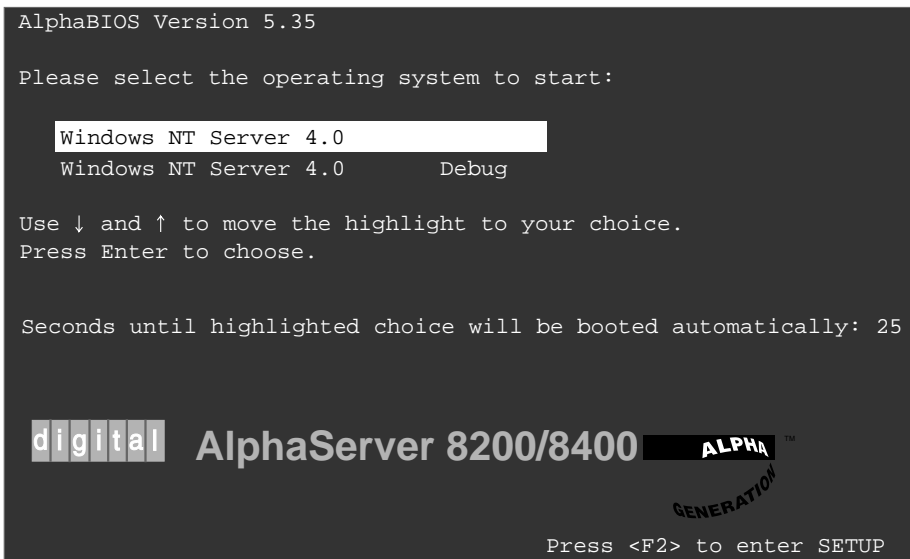 AlphaBIOS Version 5.35
Please select the operating system to start:
Windows NT Server 4.0
Windows NT Server 4.0 Debug
Use ↓ and ↑ to move the highlight to your choice.
Press Enter to choose.
Seconds until highlighted choice will be booted automatically: 25
digital AlphaServer 8200/8400 ALPHA ™
GENERATION
Press <F2> to enter SETUP